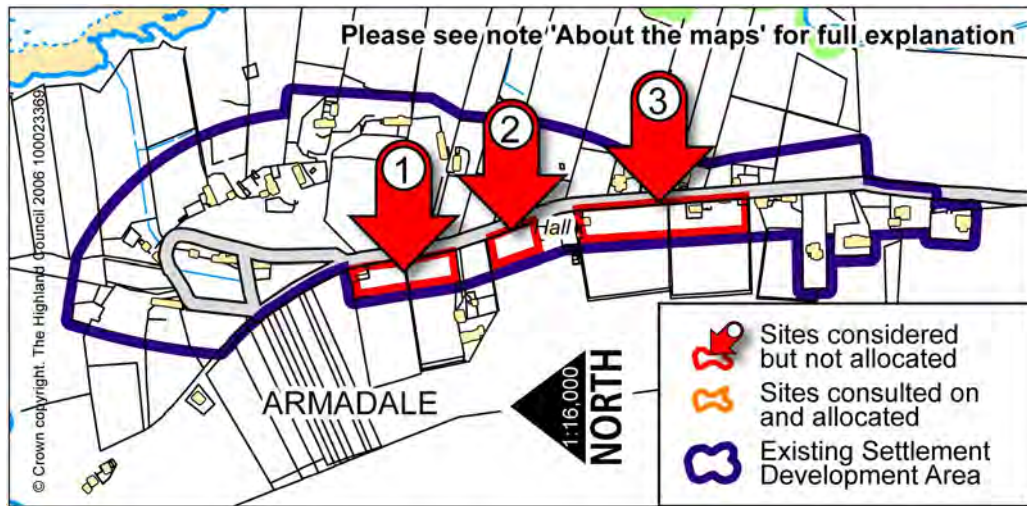 Please see note 'About the maps' for full explanation
© Crown copyright. The Highland Council 2006 100023369.
1
2
3
Hall
ARMADALE
1:16,000
NORTH
Sites considered
but not allocated
Sites consulted on
and allocated
Existing Settlement
Development Area